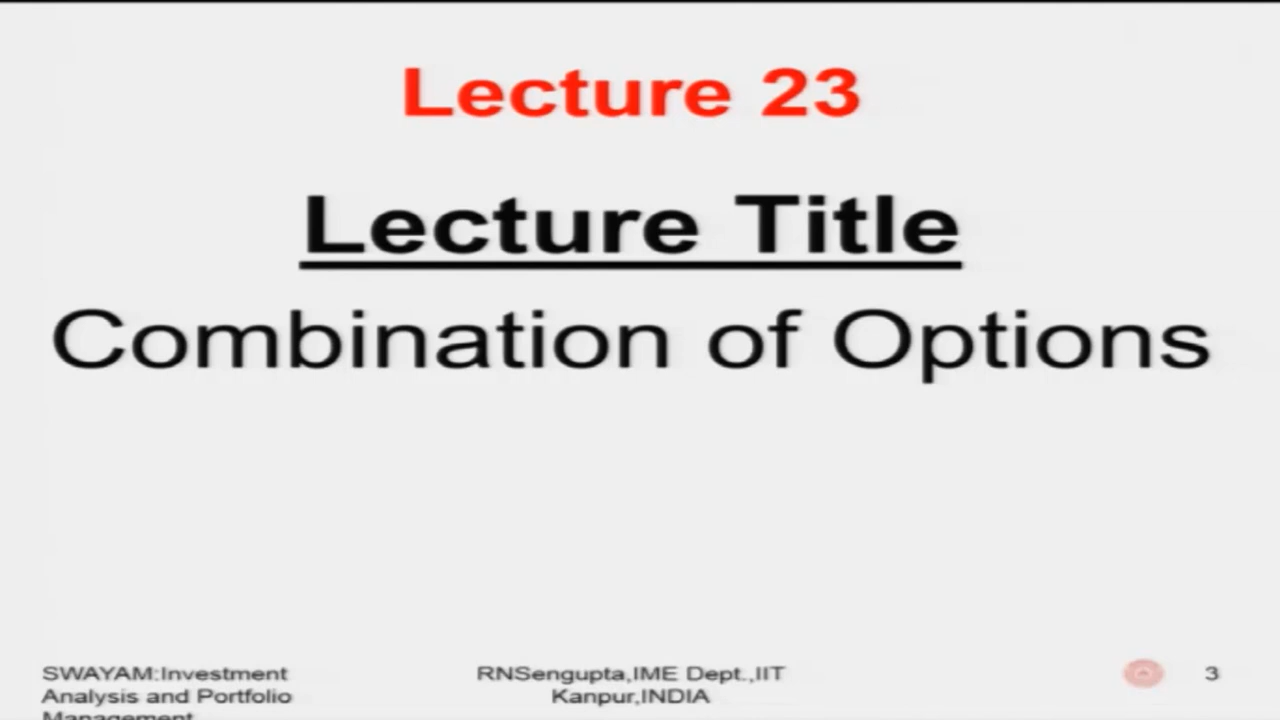 Lecture 23
Lecture Title
Combination of Options
SWAYAM:Investment
Analysis and Portfolio
Management
RNSengupta,IME Dept.,IIT
Kanpur,INDIA
3